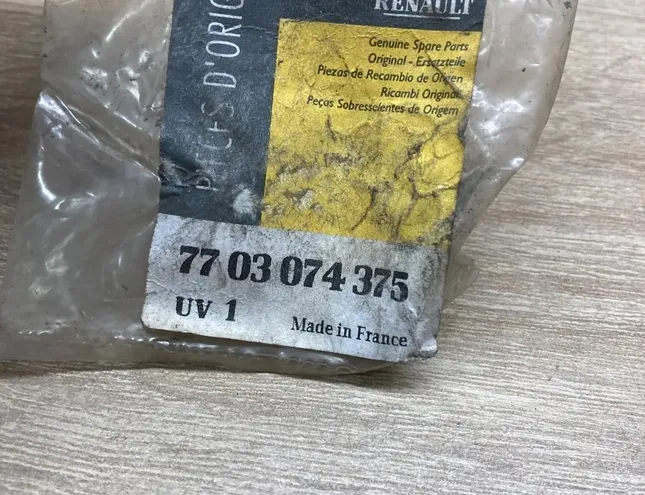 RENAULT
PIECES D'ORIG
Genuine Spare Parts
Original - Ersatzteile
Piezas de Recambio de Origen
Ricambi Originali
Peças Sobresselentes de Origem
77 03 074 375
UV 1
Made in France